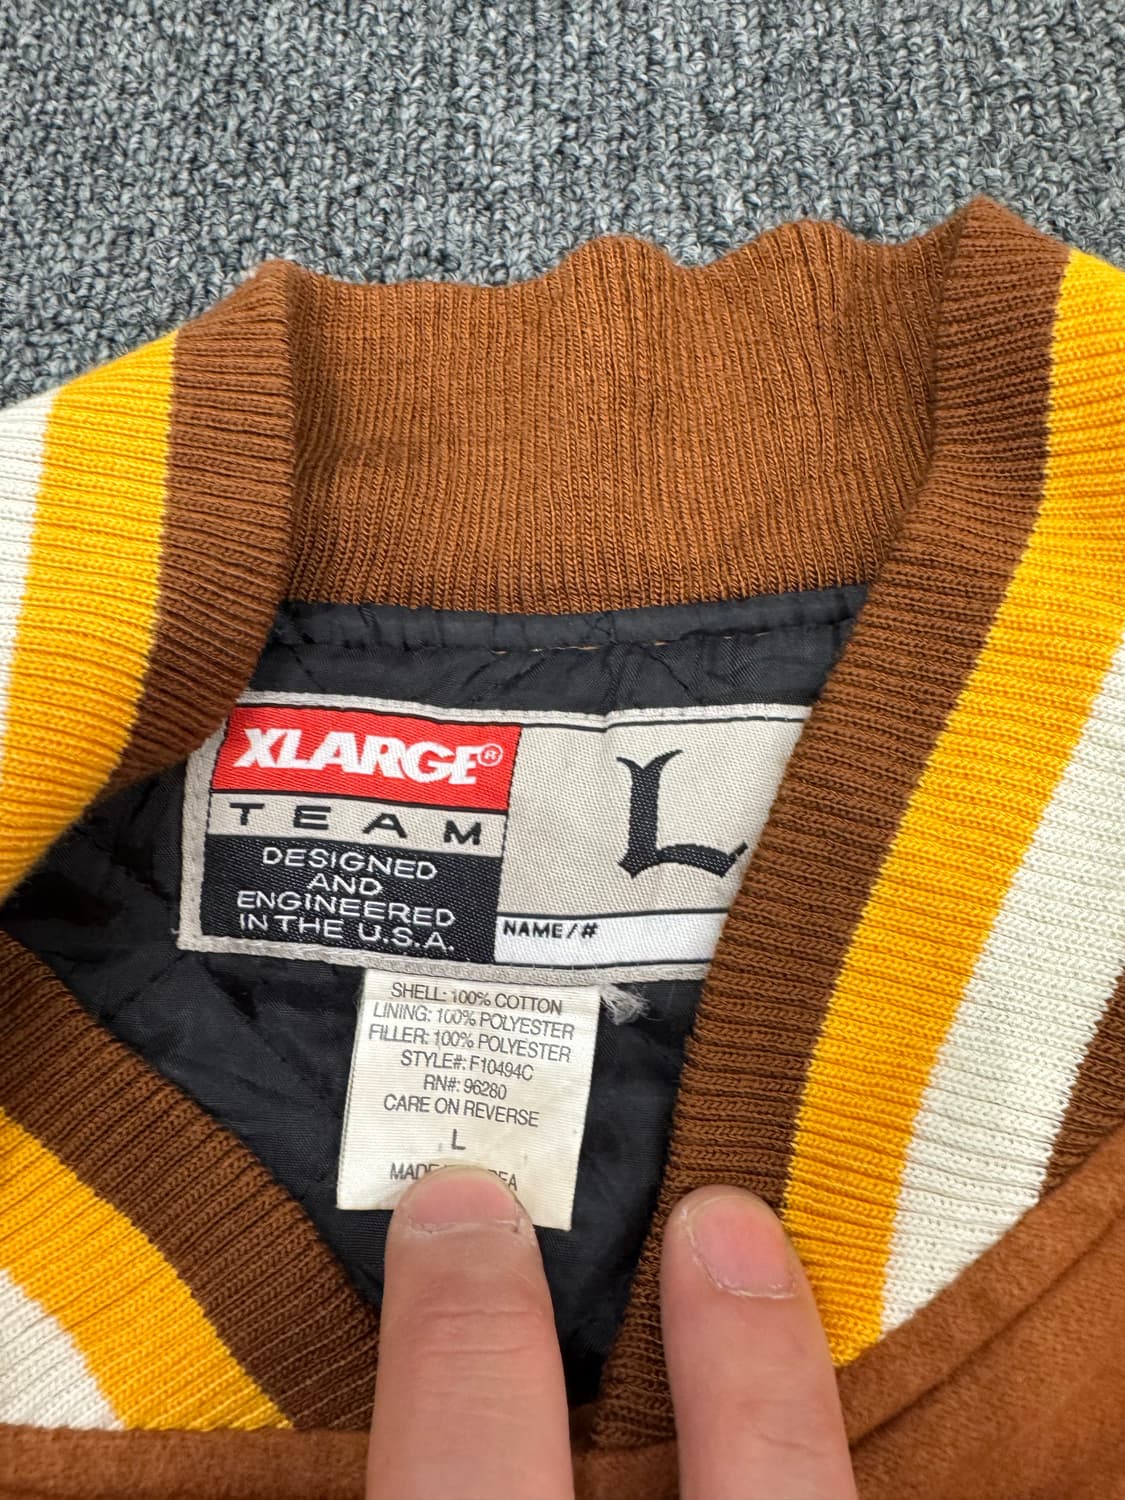 XLARGE®
TEAM
DESIGNED
AND
ENGINEERED
IN THE U.S.A.
L
NAME/#
SHELL: 100% COTTON
LINING: 100% POLYESTER
FILLER: 100% POLYESTER
STYLE#: F10494C
RN#: 96280
CARE ON REVERSE
L
MADE